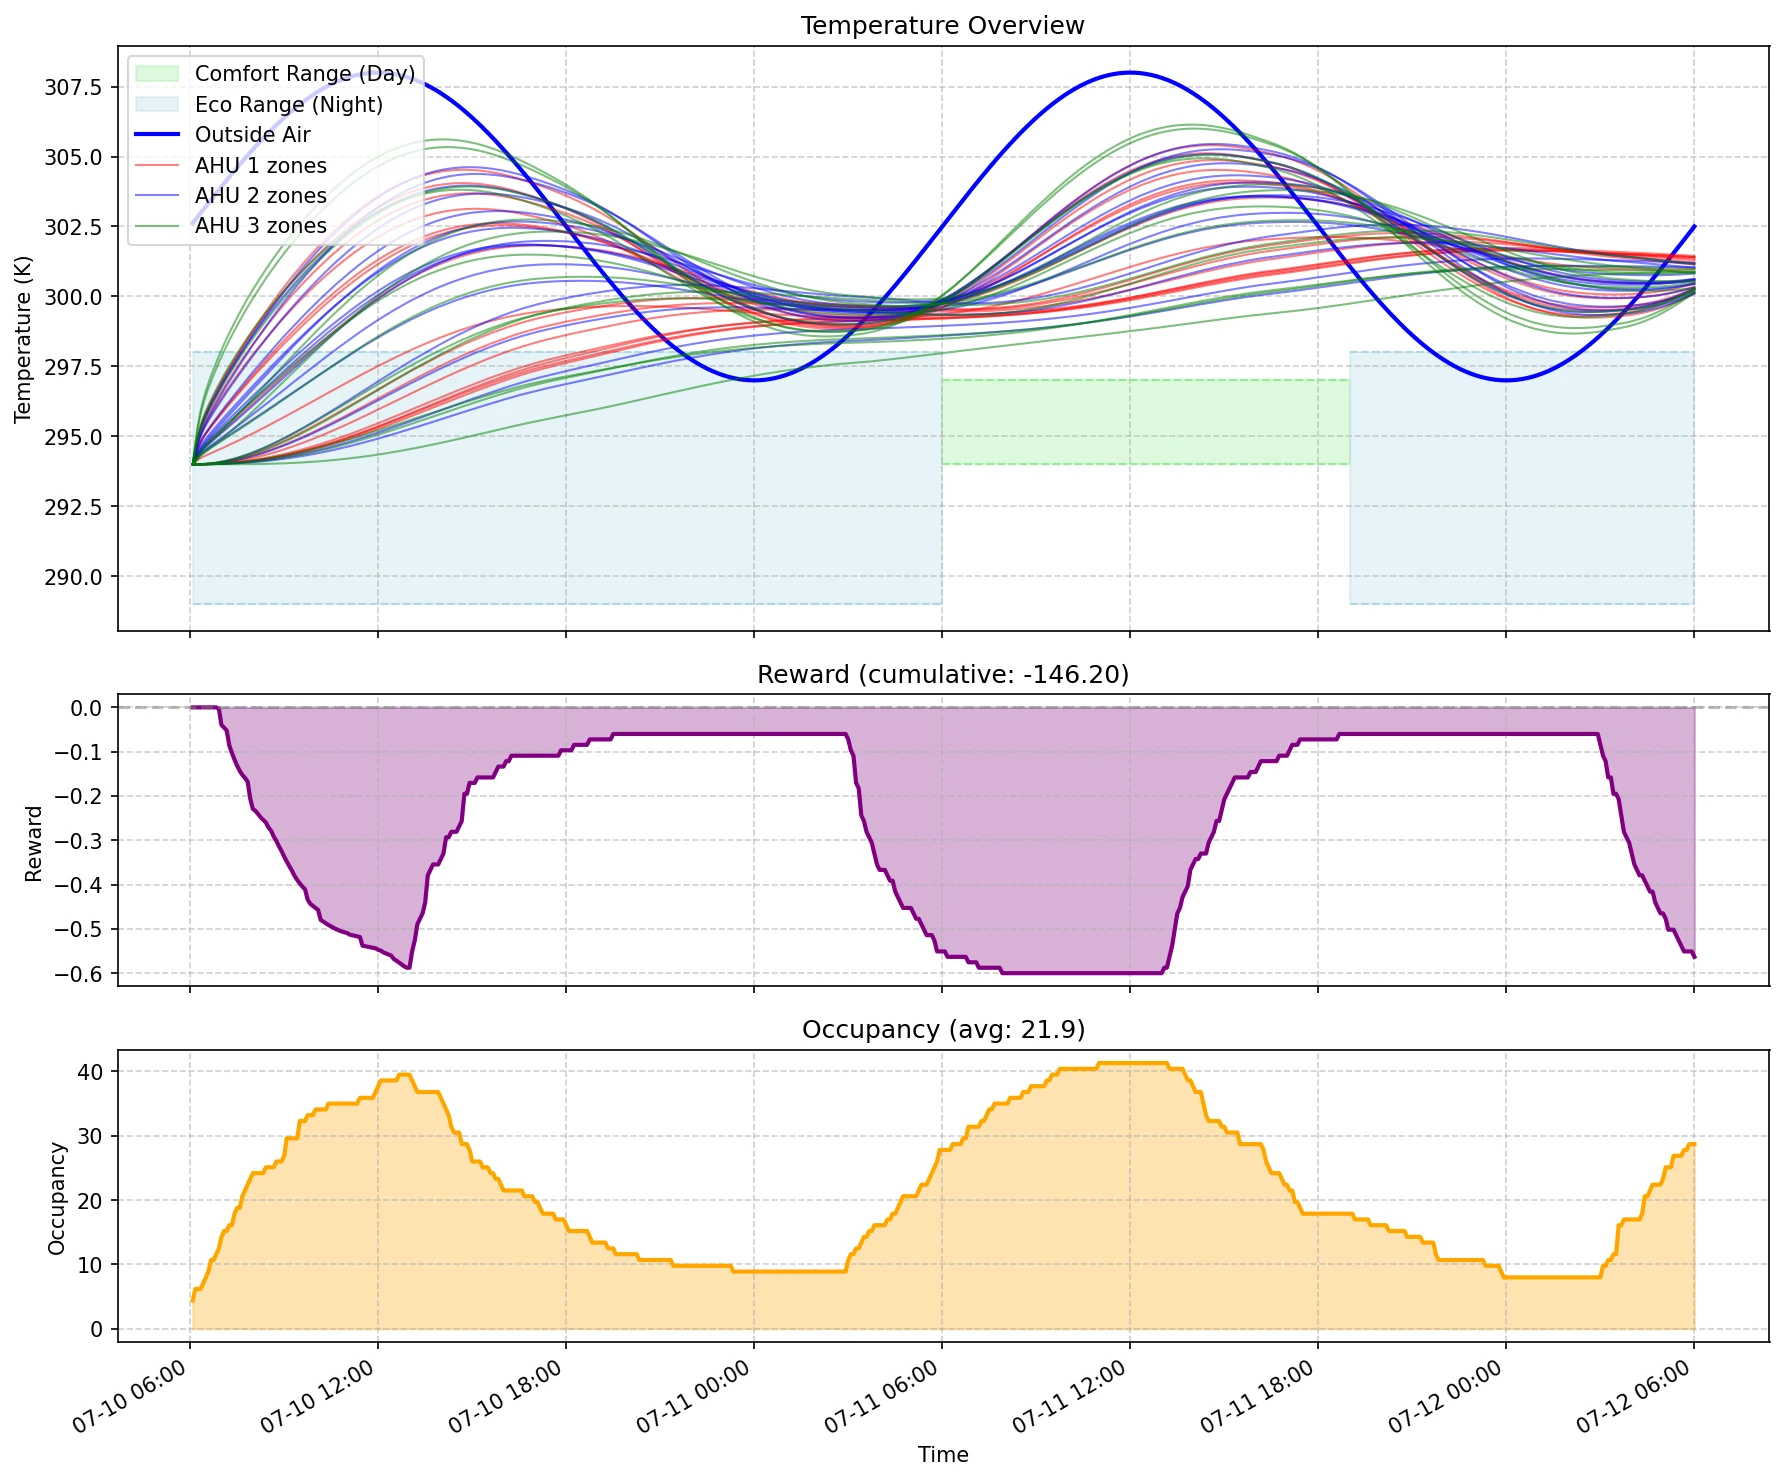 Temperature Overview
Comfort Range (Day)
Eco Range (Night)
Outside Air
AHU 1 zones
AHU 2 zones
AHU 3 zones
Temperature (K)
307.5
305.0
302.5
300.0
297.5
295.0
292.5
290.0
Reward (cumulative: -146.20)
Reward
0.0
−0.1
−0.2
−0.3
−0.4
−0.5
−0.6
Occupancy (avg: 21.9)
Occupancy
40
30
20
10
0
07-10 06:00
07-10 12:00
07-10 18:00
07-11 00:00
07-11 06:00
07-11 12:00
07-11 18:00
07-12 00:00
07-12 06:00
Time